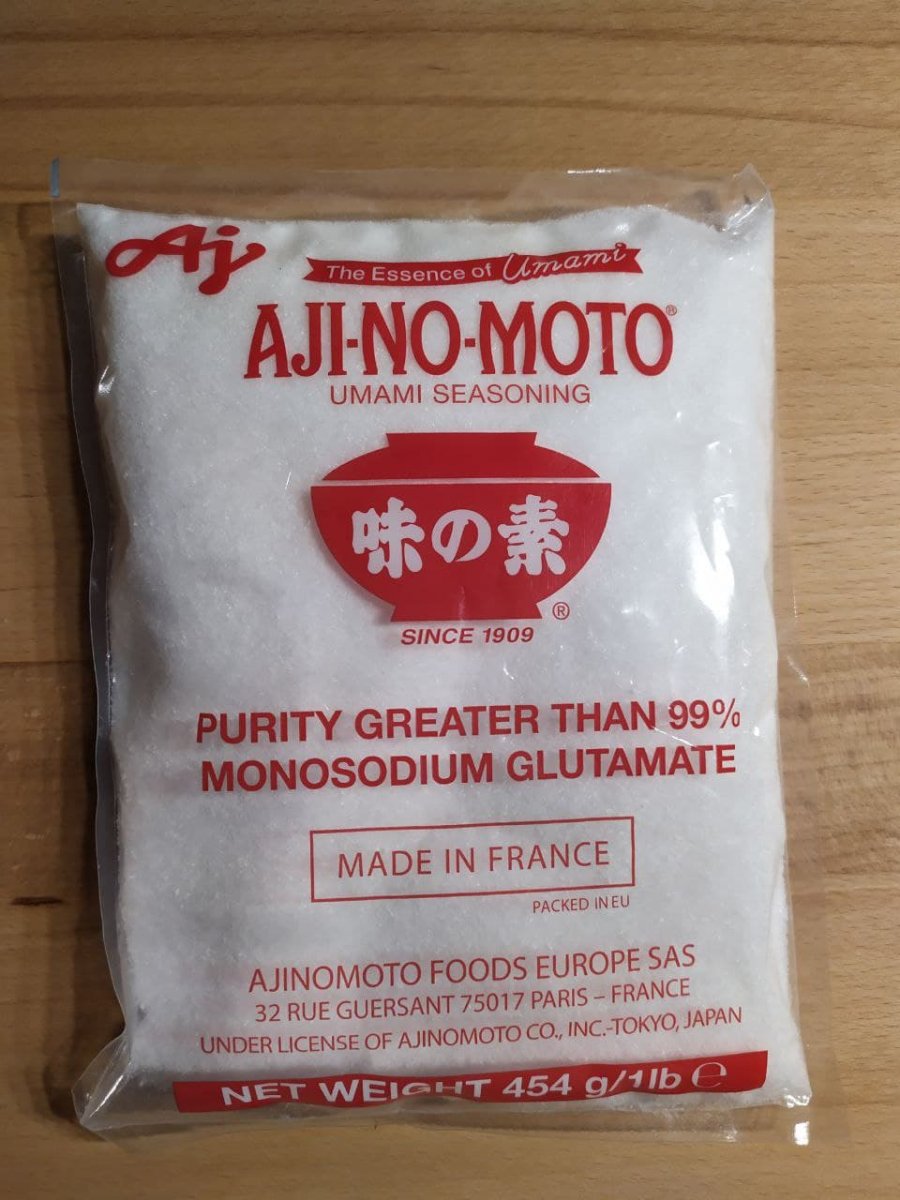 Aj
The Essence of Umami
AJI-NO-MOTO®
UMAMI SEASONING
味の素
®
SINCE 1909
PURITY GREATER THAN 99%
MONOSODIUM GLUTAMATE
MADE IN FRANCE
PACKED IN EU
AJINOMOTO FOODS EUROPE SAS
32 RUE GUERSANT 75017 PARIS – FRANCE
UNDER LICENSE OF AJINOMOTO CO., INC.-TOKYO, JAPAN
NET WEIGHT 454 g/1lb ℮